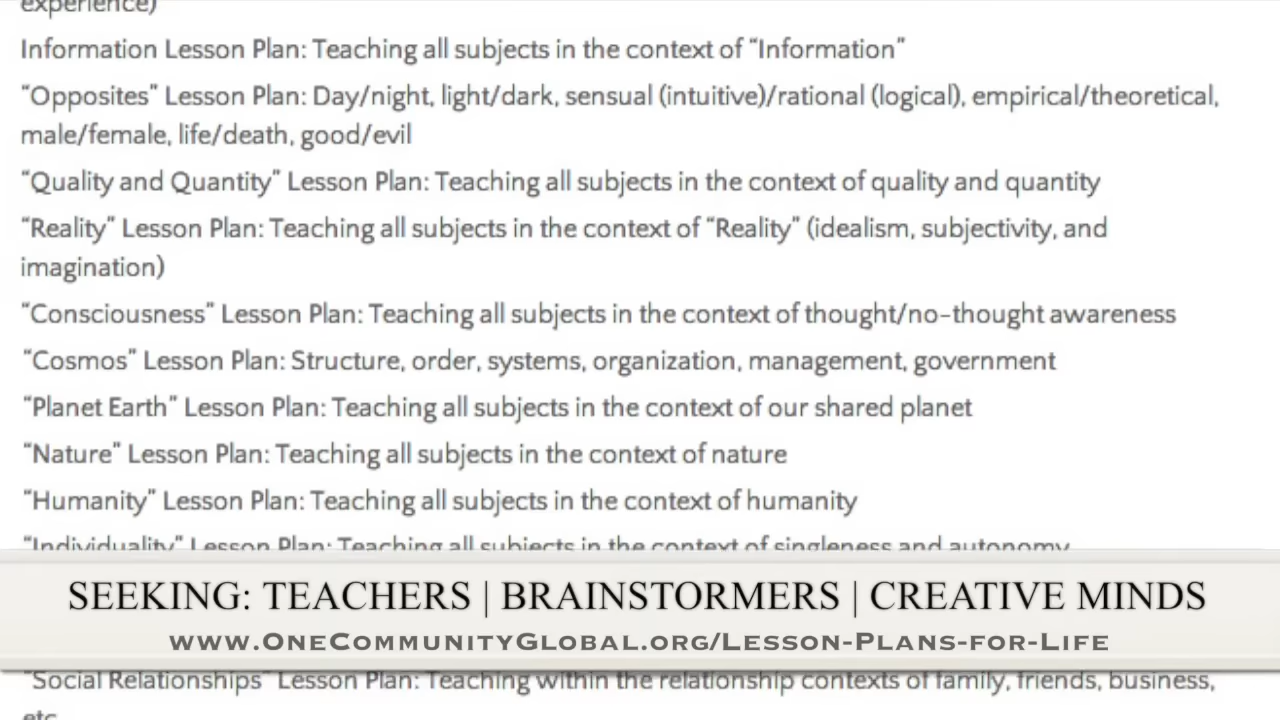 experience)
Information Lesson Plan: Teaching all subjects in the context of “Information”
“Opposites” Lesson Plan: Day/night, light/dark, sensual (intuitive)/rational (logical), empirical/theoretical,
male/female, life/death, good/evil
“Quality and Quantity” Lesson Plan: Teaching all subjects in the context of quality and quantity
“Reality” Lesson Plan: Teaching all subjects in the context of “Reality” (idealism, subjectivity, and
imagination)
“Consciousness” Lesson Plan: Teaching all subjects in the context of thought/no-thought awareness
“Cosmos” Lesson Plan: Structure, order, systems, organization, management, government
“Planet Earth” Lesson Plan: Teaching all subjects in the context of our shared planet
“Nature” Lesson Plan: Teaching all subjects in the context of nature
“Humanity” Lesson Plan: Teaching all subjects in the context of humanity
“Individuality” Lesson Plan: Teaching all subjects in the context of singleness and autonomy
SEEKING: TEACHERS | BRAINSTORMERS | CREATIVE MINDS
www.OneCommunityGlobal.org/Lesson-Plans-for-Life
“Social Relationships” Lesson Plan: Teaching within the relationship contexts of family, friends, business,
etc